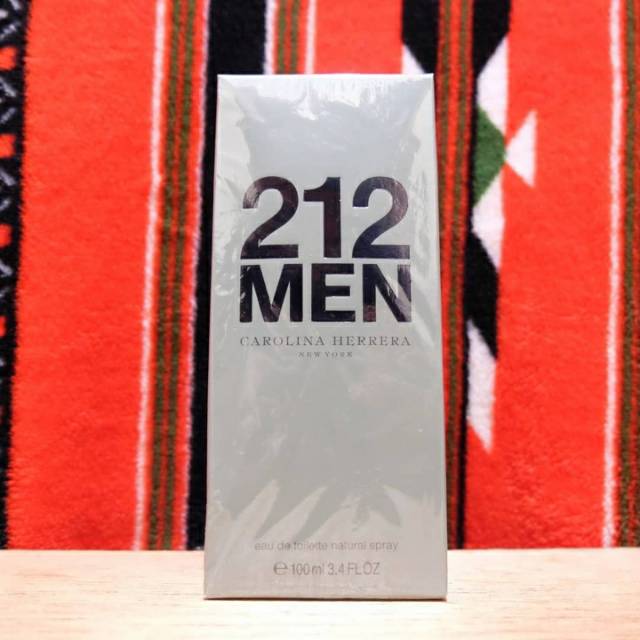 212
MEN
CAROLINA HERRERA
NEW YORK
eau de toilette natural spray
℮ 100 ml 3.4 FL OZ